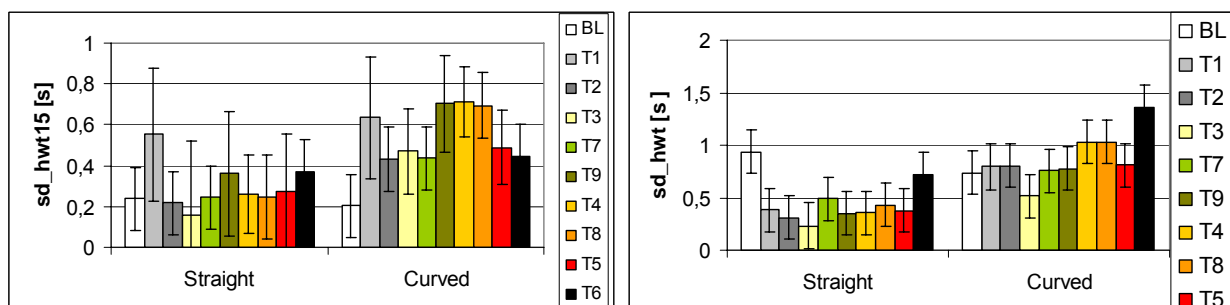 sd_hwt15 [s]
1
0,8
0,6
0,4
0,2
0
Straight
Curved
BL
T1
T2
T3
T7
T9
T4
T8
T5
T6
sd_hwt [s]
2
1,5
1
0,5
0
Straight
Curved
BL
T1
T2
T3
T7
T9
T4
T8
T5